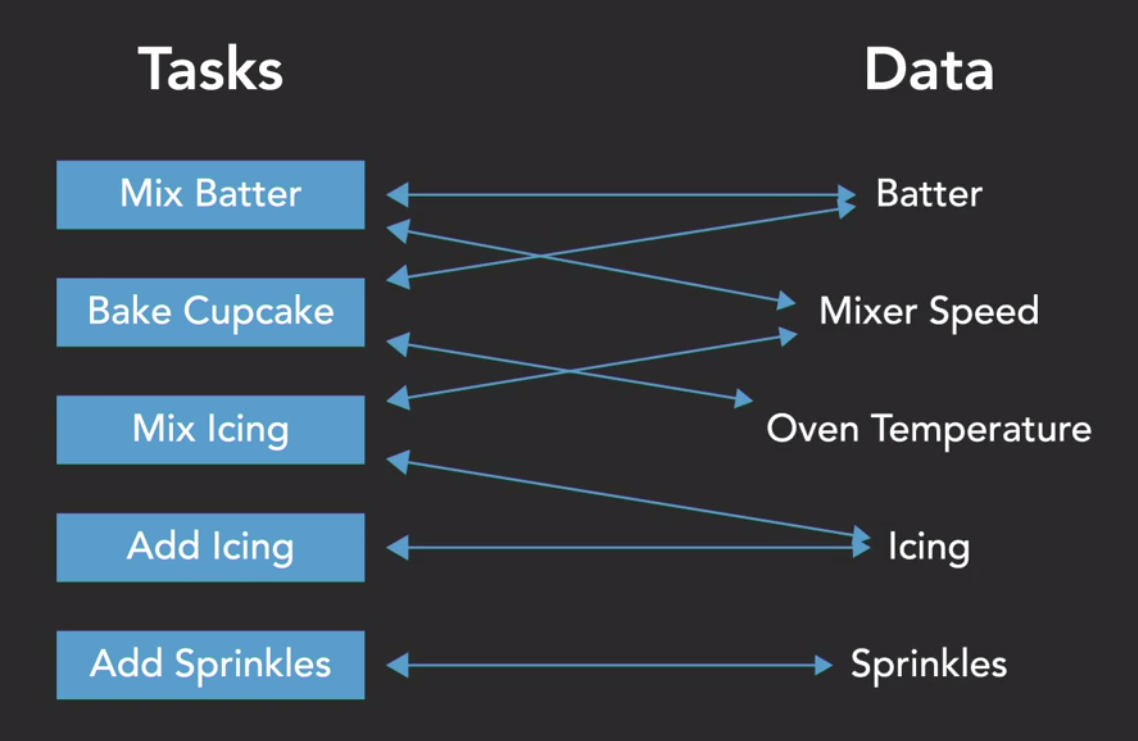 Tasks
Data
Mix Batter
Batter
Bake Cupcake
Mixer Speed
Mix Icing
Oven Temperature
Add Icing
Icing
Add Sprinkles
Sprinkles